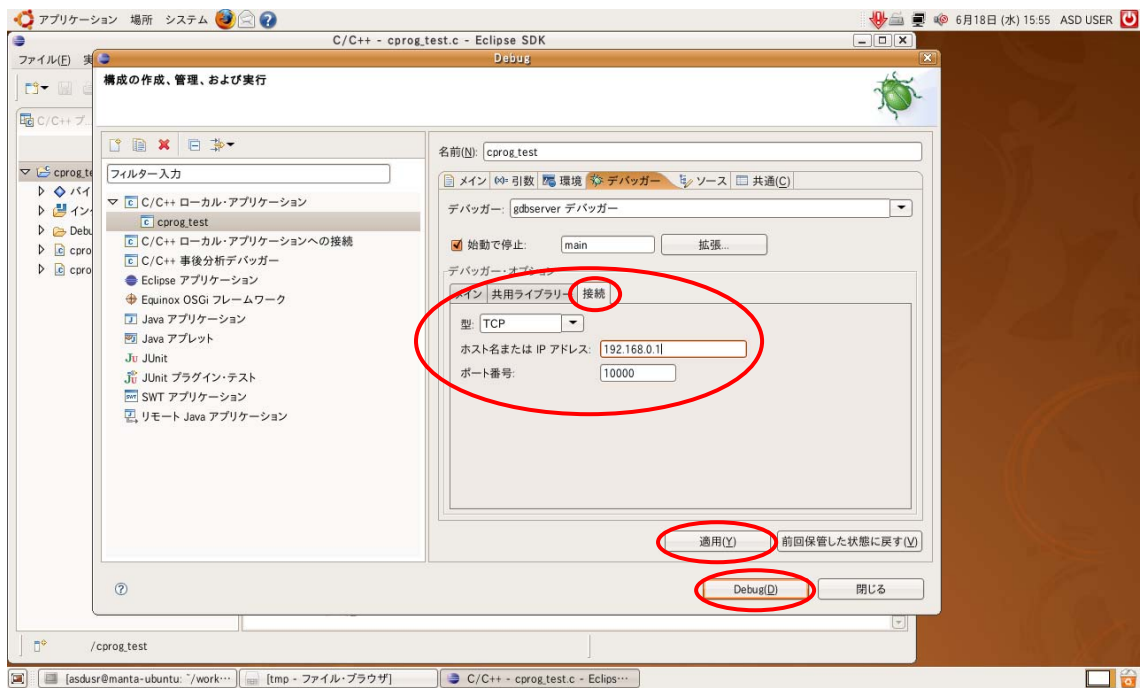 アプリケーション 場所 システム
6月18日 (水) 15:55 ASD USER
C/C++ - cprog_test.c - Eclipse SDK
ファイル(F) 実
Debug
構成の作成、管理、および実行
C/C++ プ...
フィルター入力
cprog_te
バイ
イン
Debu
cpro
cpro
C/C++ ローカル・アプリケーション
cprog_test
C/C++ ローカル・アプリケーションへの接続
C/C++ 事後分析デバッガー
Eclipse アプリケーション
Equinox OSGi フレームワーク
Java アプリケーション
Java アプレット
JUnit
JUnit プラグイン・テスト
SWT アプリケーション
リモート Java アプリケーション
名前(N): cprog_test
メイン 引数 環境 デバッガー ソース 共通(C)
デバッガー: gdbserver デバッガー
始動で停止: main 拡張...
デバッガー・オプション
メイン 共用ライブラリー 接続
型: TCP
ホスト名または IP アドレス: 192.168.0.1
ポート番号: 10000
適用(Y) 前回保管した状態に戻す(V)
Debug(D) 閉じる
/cprog_test
[asdusr@manta-ubuntu: ~/work… [tmp - ファイル・ブラウザ] C/C++ - cprog_test.c - Eclips…